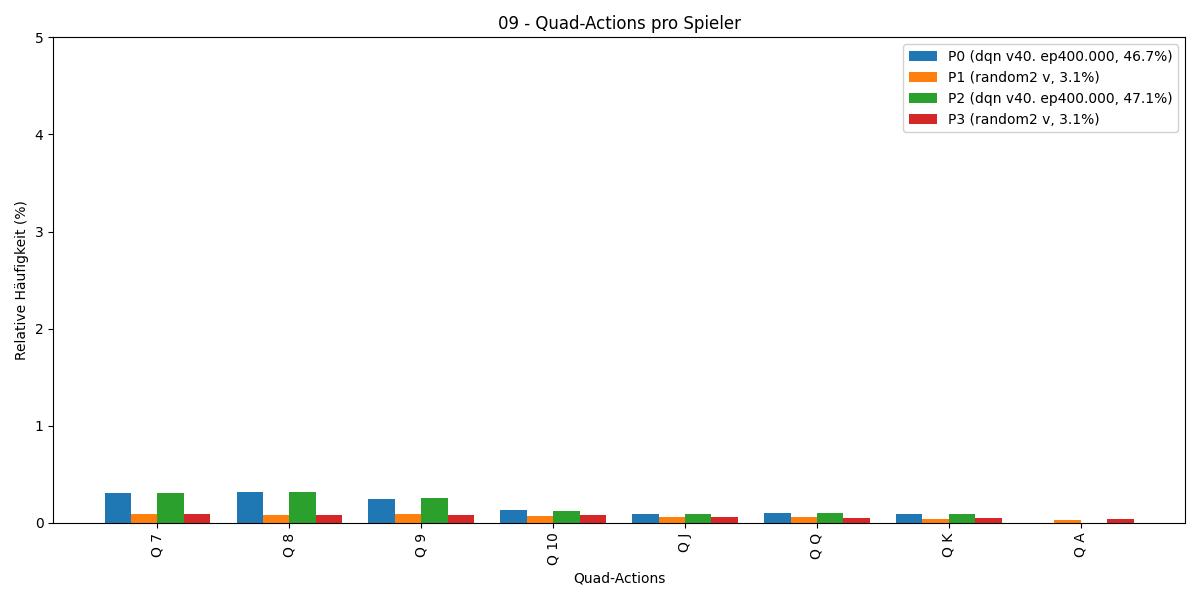 09 - Quad-Actions pro Spieler
5
4
3
2
1
0
Relative Häufigkeit (%)
P0 (dqn v40. ep400.000, 46.7%)
P1 (random2 v, 3.1%)
P2 (dqn v40. ep400.000, 47.1%)
P3 (random2 v, 3.1%)
Q 7
Q 8
Q 9
Q 10
Q J
Q Q
Q K
Q A
Quad-Actions